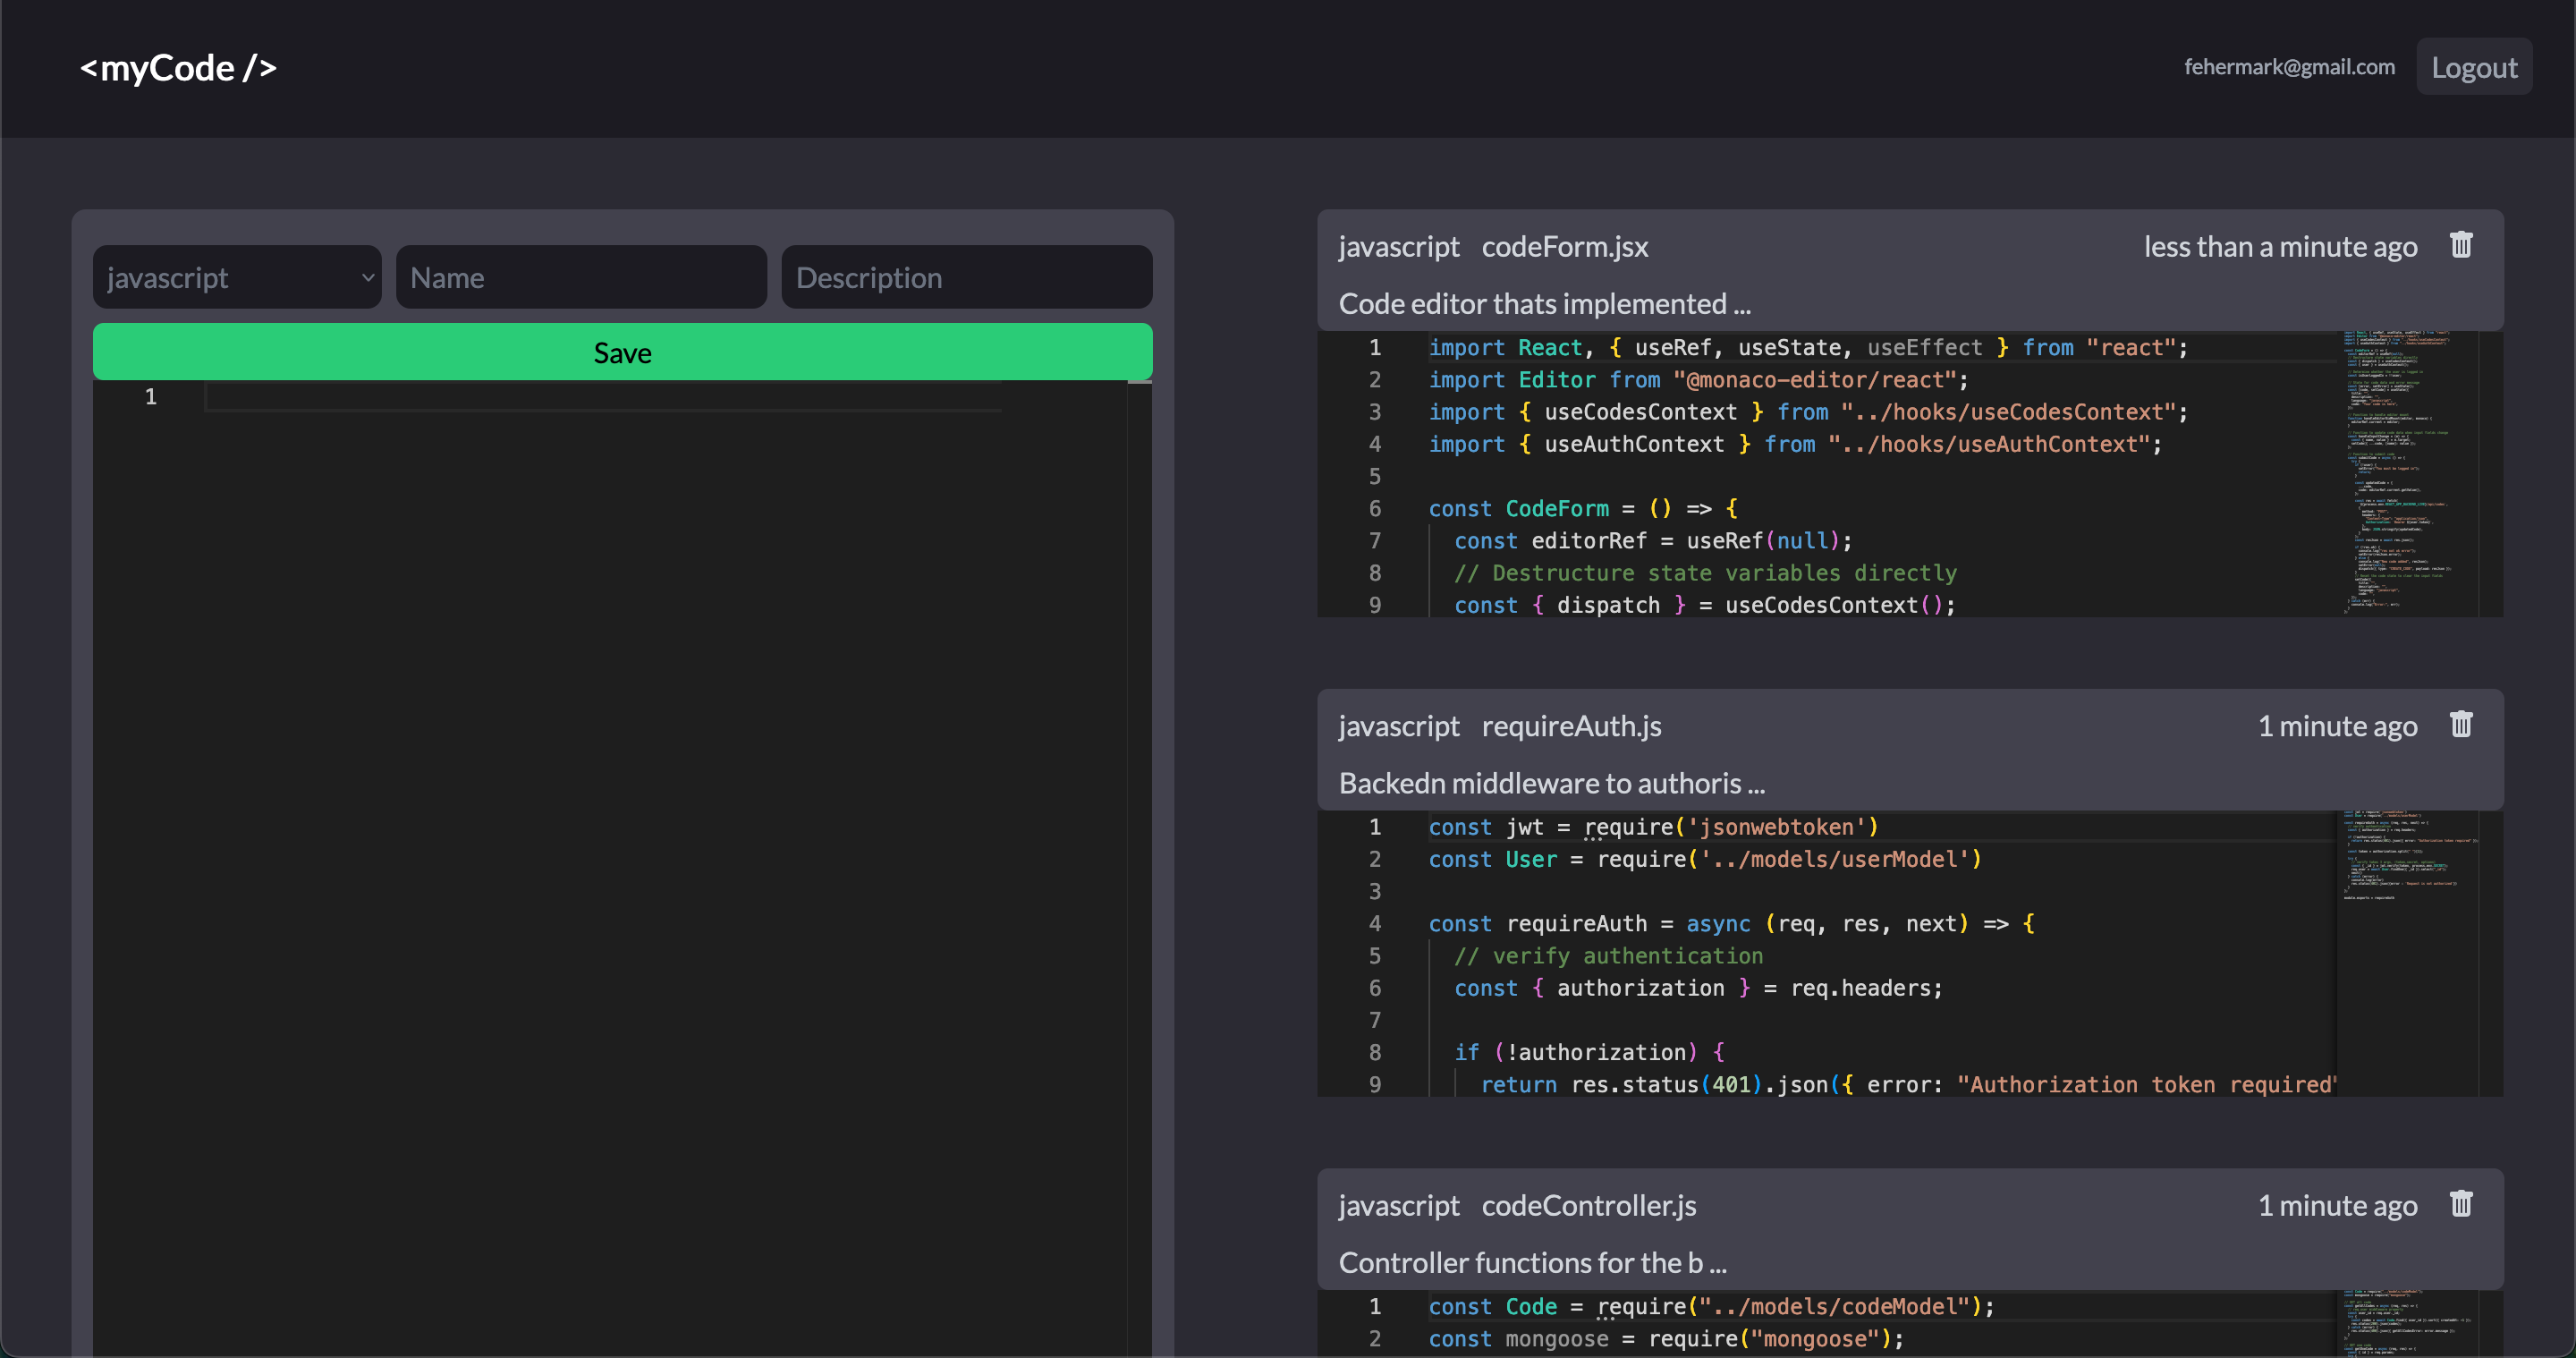 <myCode />
fehermark@gmail.com Logout
javascript Name Description
Save
1
javascript codeForm.jsx less than a minute ago
Code editor thats implemented ...
1 import React, { useRef, useState, useEffect } from "react";
2 import Editor from "@monaco-editor/react";
3 import { useCodesContext } from "../hooks/useCodesContext";
4 import { useAuthContext } from "../hooks/useAuthContext";
5
6 const CodeForm = () => {
7 const editorRef = useRef(null);
8 // Destructure state variables directly
9 const { dispatch } = useCodesContext();
javascript requireAuth.js 1 minute ago
Backedn middleware to authoris ...
1 const jwt = require('jsonwebtoken')
2 const User = require('../models/userModel')
3
4 const requireAuth = async (req, res, next) => {
5 // verify authentication
6 const { authorization } = req.headers;
7
8 if (!authorization) {
9 return res.status(401).json({ error: "Authorization token required"
javascript codeController.js 1 minute ago
Controller functions for the b ...
1 const Code = require("../models/codeModel");
2 const mongoose = require("mongoose");